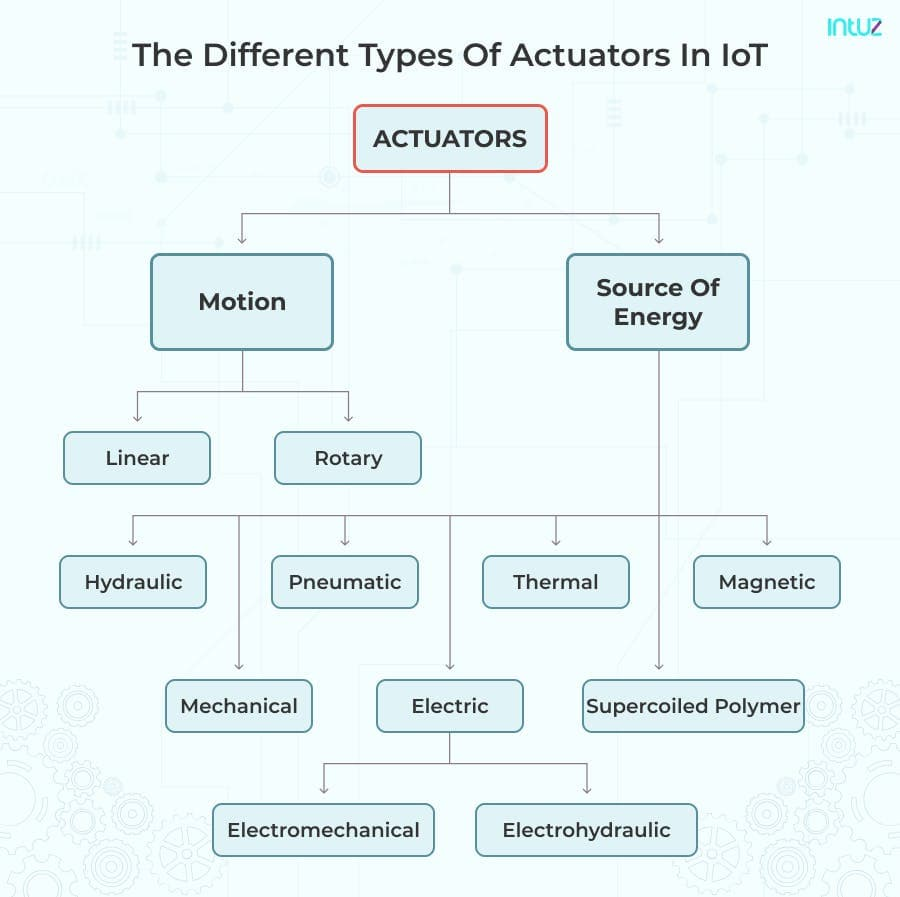 INTUZ
The Different Types Of Actuators In IoT
ACTUATORS
Motion
Source Of
Energy
Linear
Rotary
Hydraulic
Pneumatic
Thermal
Magnetic
Mechanical
Electric
Supercoiled Polymer
Electromechanical
Electrohydraulic